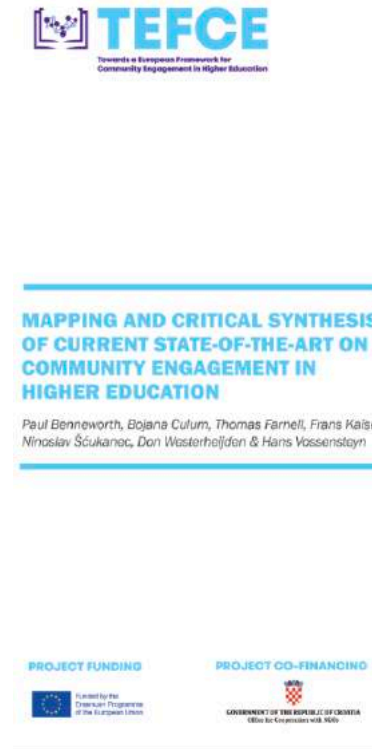 TEFCE
Towards a European Framework for
Community Engagement in Higher Education
MAPPING AND CRITICAL SYNTHESIS
OF CURRENT STATE-OF-THE-ART ON
COMMUNITY ENGAGEMENT IN
HIGHER EDUCATION
Paul Benneworth, Bojana Culum, Thomas Farnell, Frans Kais
Ninoslav Šćukanec, Don Westerheijden & Hans Vossensteyn
PROJECT FUNDING
PROJECT CO-FINANCING
Funded by the
Erasmus+ Programme
of the European Union
GOVERNMENT OF THE REPUBLIC OF CROATIA
Office for Cooperation with NGOs